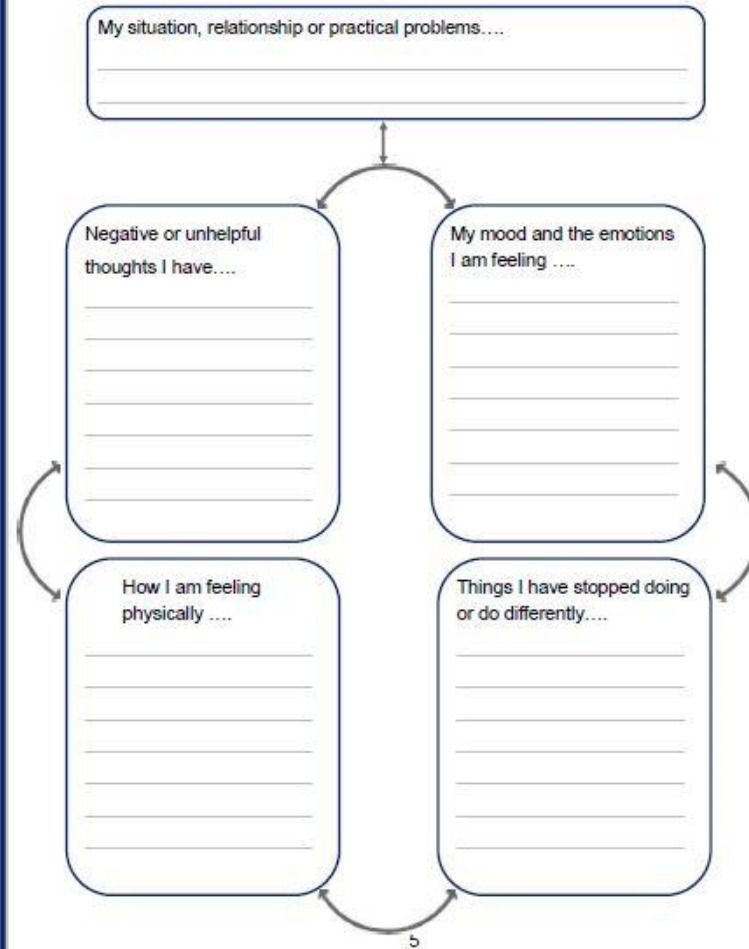 My situation, relationship or practical problems….
Negative or unhelpful
thoughts I have….
My mood and the emotions
I am feeling ….
How I am feeling
physically ….
Things I have stopped doing
or do differently….
5